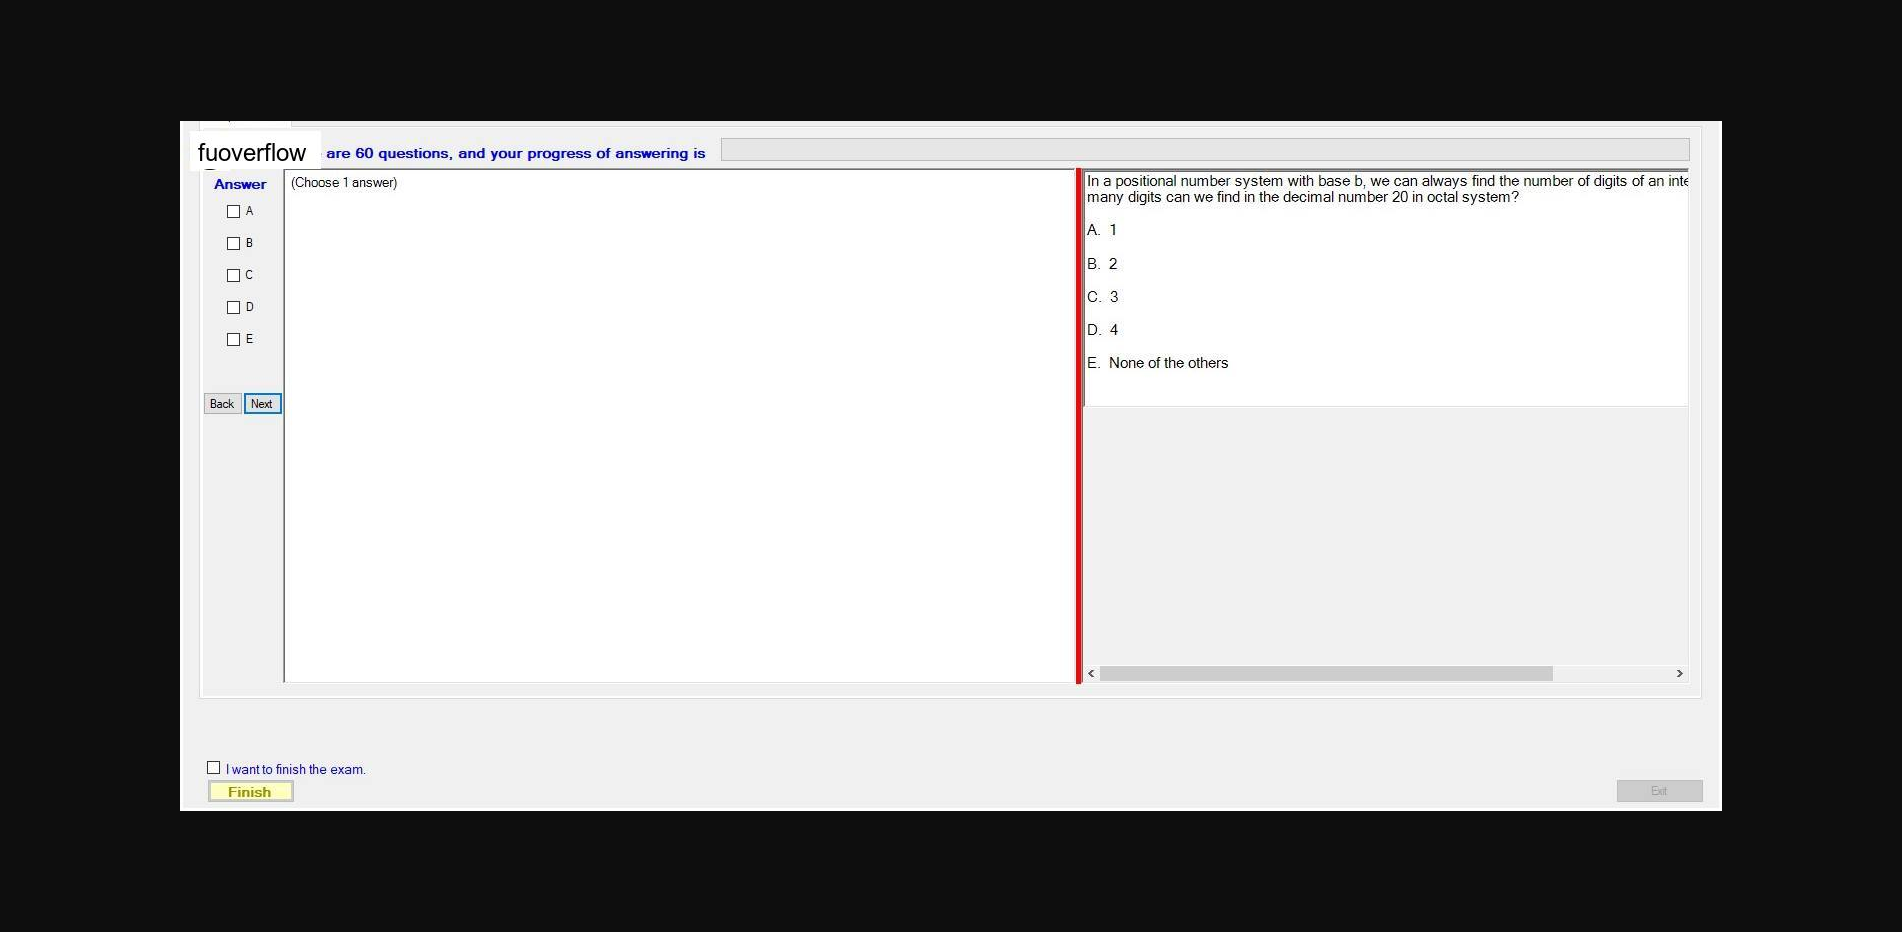 fuoverflow are 60 questions, and your progress of answering is
Answer
A
B
C
D
E
Back Next
(Choose 1 answer)
In a positional number system with base b, we can always find the number of digits of an inte
many digits can we find in the decimal number 20 in octal system?
A. 1
B. 2
C. 3
D. 4
E. None of the others
I want to finish the exam.
Finish
Exit